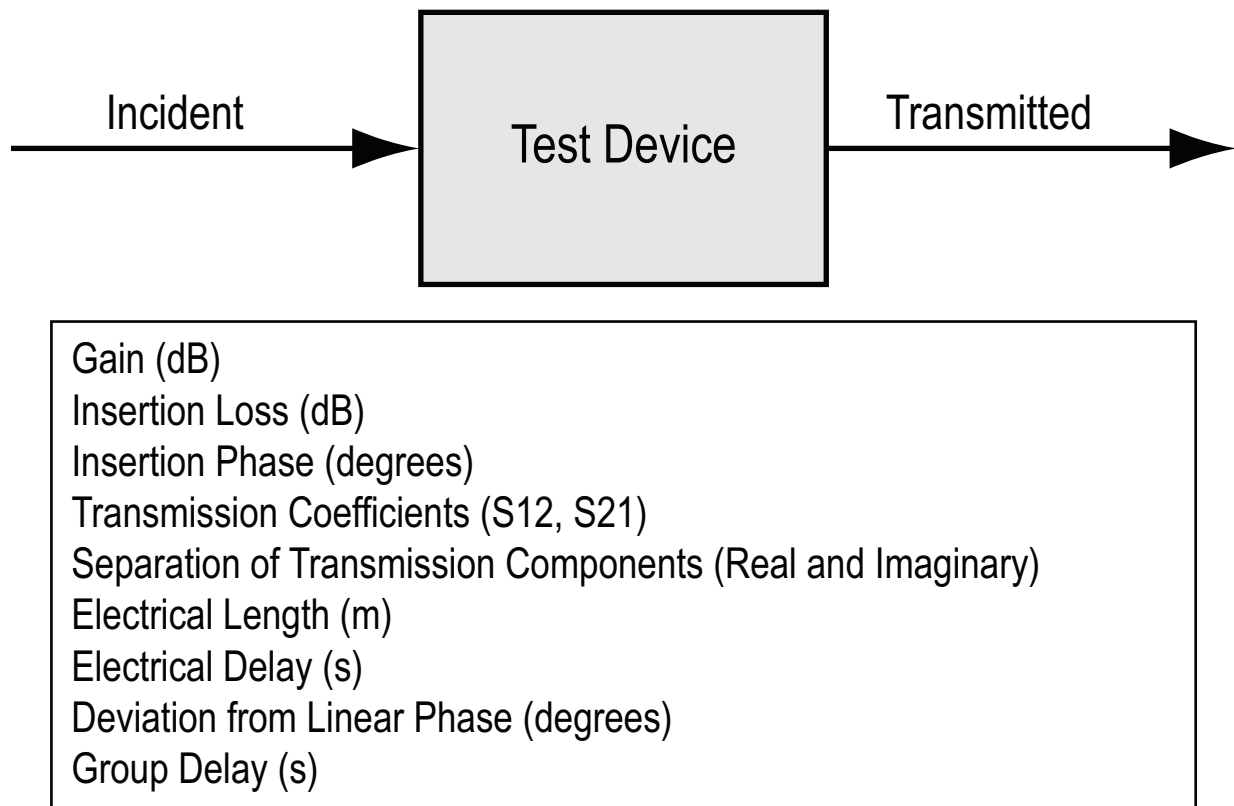 Incident
Test Device
Transmitted
Gain (dB)
Insertion Loss (dB)
Insertion Phase (degrees)
Transmission Coefficients (S12, S21)
Separation of Transmission Components (Real and Imaginary)
Electrical Length (m)
Electrical Delay (s)
Deviation from Linear Phase (degrees)
Group Delay (s)